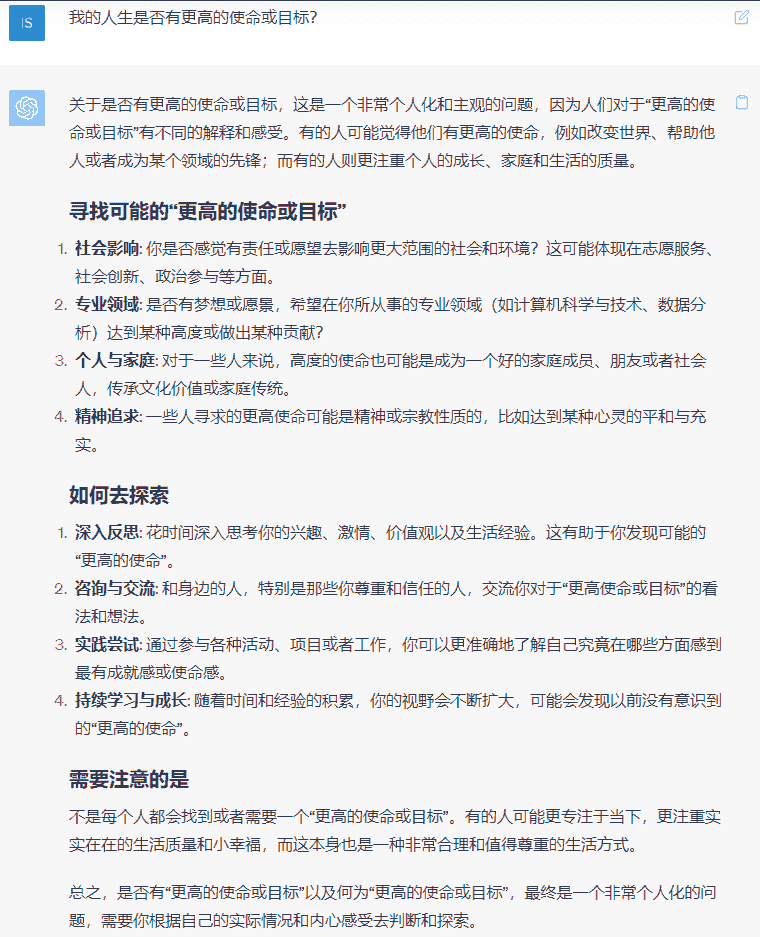 IS
我的人生是否有更高的使命或目标？
关于是否有更高的使命或目标，这是一个非常个人化和主观的问题，因为人们对于“更高的使
命或目标”有不同的解释和感受。有的人可能觉得他们有更高的使命，例如改变世界、帮助他
人或者成为某个领域的先锋；而有的人则更注重个人的成长、家庭和生活的质量。
寻找可能的“更高的使命或目标”
1. 社会影响: 你是否感觉有责任或愿望去影响更大范围的社会和环境？这可能体现在志愿服务、
社会创新、政治参与等方面。
2. 专业领域: 是否有梦想或愿景，希望在你所从事的专业领域（如计算机科学与技术、数据分
析）达到某种高度或做出某种贡献？
3. 个人与家庭: 对于一些人来说，高度的使命也可能是成为一个好的家庭成员、朋友或者社会
人，传承文化价值或家庭传统。
4. 精神追求: 一些人寻求的更高使命可能是精神或宗教性质的，比如达到某种心灵的平和与充
实。
如何去探索
1. 深入反思: 花时间深入思考你的兴趣、激情、价值观以及生活经验。这有助于你发现可能的
“更高的使命”。
2. 咨询与交流: 和身边的人，特别是那些你尊重和信任的人，交流你对于“更高使命或目标”的看
法和想法。
3. 实践尝试: 通过参与各种活动、项目或者工作，你可以更准确地了解自己究竟在哪些方面感到
最有成就感或使命感。
4. 持续学习与成长: 随着时间和经验的积累，你的视野会不断扩大，可能会发现以前没有意识到
的“更高的使命”。
需要注意的是
不是每个人都会找到或者需要一个“更高的使命或目标”。有的人可能更专注于当下，更注重实
实在在的生活质量和小幸福，而这本身也是一种非常合理和值得尊重的生活方式。
总之，是否有“更高的使命或目标”以及何为“更高的使命或目标”，最终是一个非常个人化的问
题，需要你根据自己的实际情况和内心感受去判断和探索。